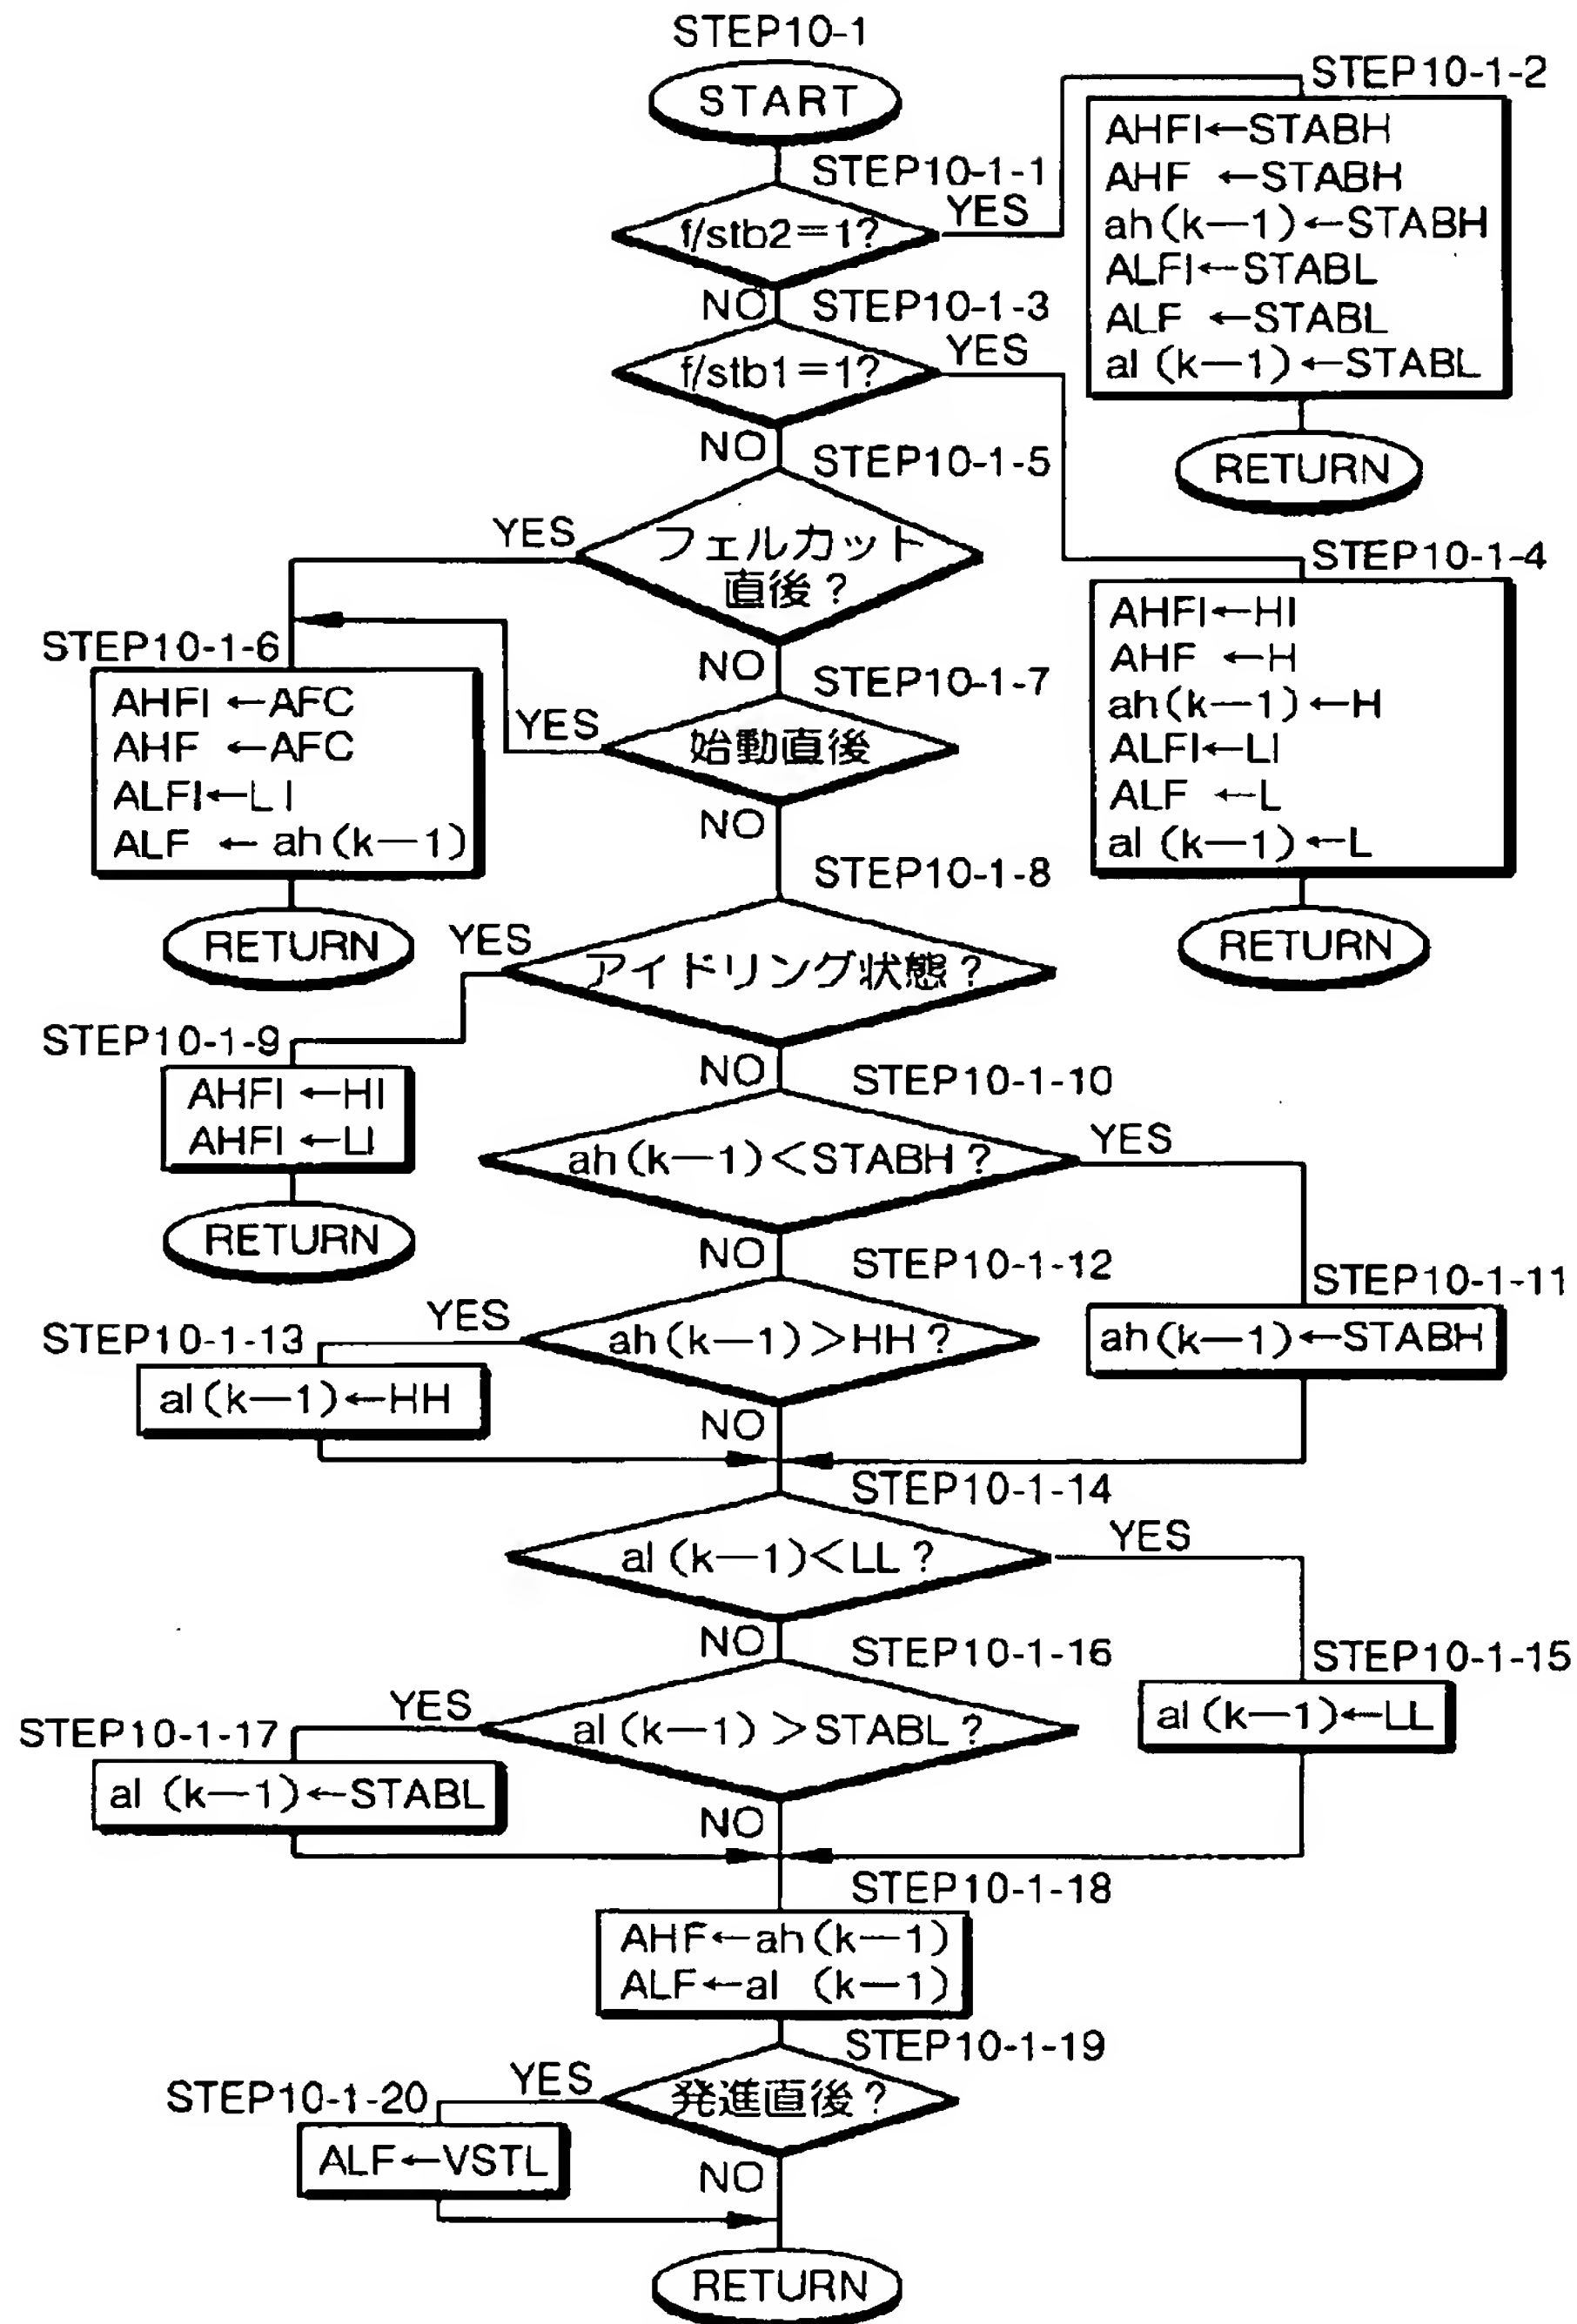 STEP10-1
START
STEP10-1-1
f/stb2=1?
YES
STEP10-1-2
AHFI←STABH
AHF ←STABH
ah(k—1)←STABH
ALFI←STABL
ALF ←STABL
al (k—1)←STABL
RETURN
NO
STEP10-1-3
f/stb1=1?
YES
STEP10-1-4
AHFI←HI
AHF ←H
ah(k—1)←H
ALFI←LI
ALF ←L
al (k—1)←L
RETURN
NO
STEP10-1-5
フェルカット
直後?
YES
STEP10-1-6
AHFI ←AFC
AHF ←AFC
ALFI←LI
ALF ← ah(k—1)
RETURN
NO
STEP10-1-7
始動直後
YES
NO
STEP10-1-8
アイドリング状態?
YES
STEP10-1-9
AHFI ←HI
AHFI ←LI
RETURN
NO
STEP10-1-10
ah(k—1)<STABH?
YES
STEP10-1-11
ah(k—1)←STABH
NO
STEP10-1-12
ah(k—1)>HH?
YES
STEP10-1-13
al(k—1)←HH
NO
STEP10-1-14
al (k—1)<LL?
YES
STEP10-1-15
al (k—1)←LL
NO
STEP10-1-16
al (k—1) >STABL?
YES
STEP10-1-17
al (k—1)←STABL
NO
STEP10-1-18
AHF←ah(k—1)
ALF←al (k—1)
STEP10-1-19
発進直後?
YES
STEP10-1-20
ALF←VSTL
NO
RETURN